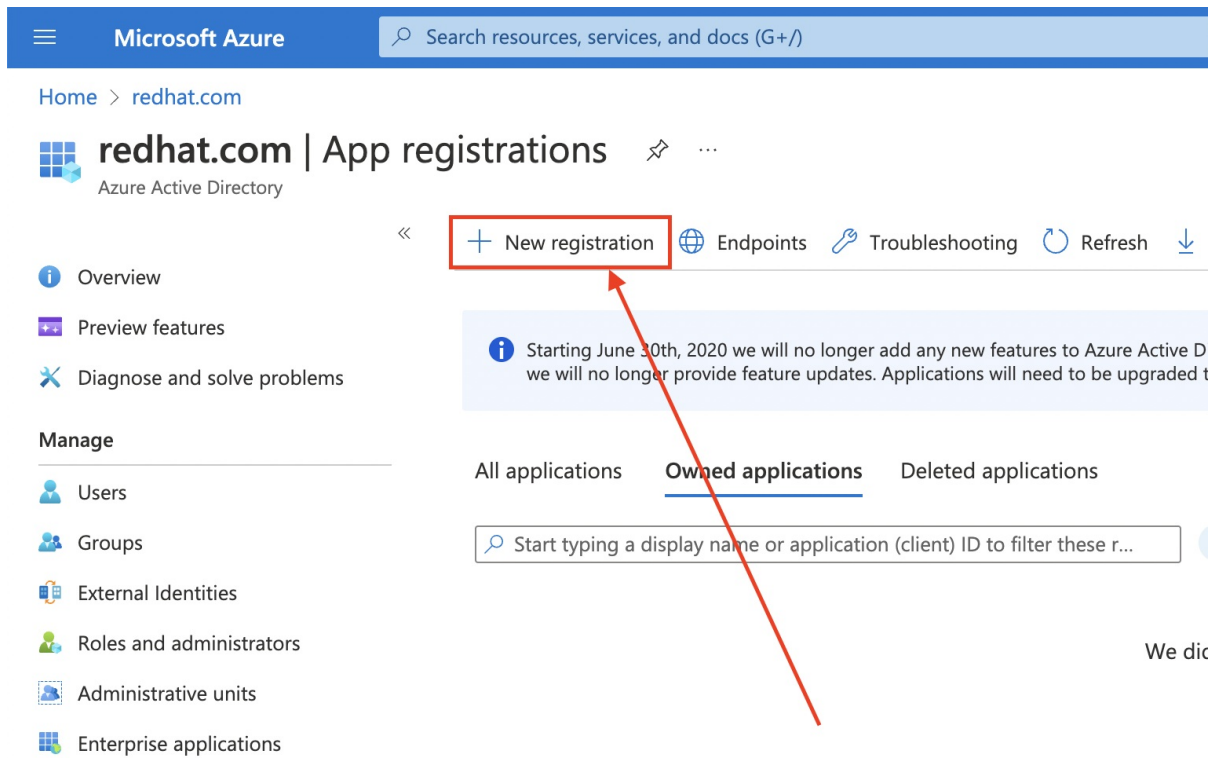 Microsoft Azure
Search resources, services, and docs (G+/)
Home > redhat.com
redhat.com | App registrations
Azure Active Directory
New registration
Endpoints
Troubleshooting
Refresh
Overview
Preview features
Diagnose and solve problems
Manage
Users
Groups
External Identities
Roles and administrators
Administrative units
Enterprise applications
Starting June 30th, 2020 we will no longer add any new features to Azure Active D
we will no longer provide feature updates. Applications will need to be upgraded t
All applications
Owned applications
Deleted applications
Start typing a display name or application (client) ID to filter these r...
We dic